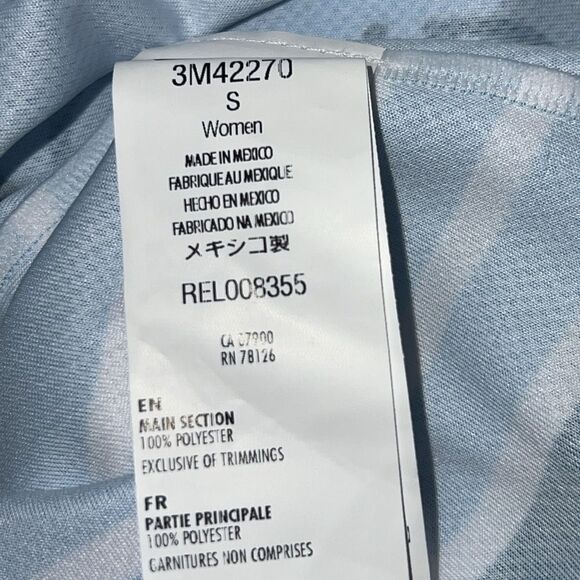 3M42270
S
Women
MADE IN MEXICO
FABRIQUE AU MEXIQUE
HECHO EN MEXICO
FABRICADO NA MEXICO
メキシコ製
REL008355
CA
RN 78126
EN
MAIN SECTION
100% POLYESTER
EXCLUSIVE OF TRIMMINGS
FR
PARTIE PRINCIPALE
100% POLYESTER
GARNITURES NON COMPRISES